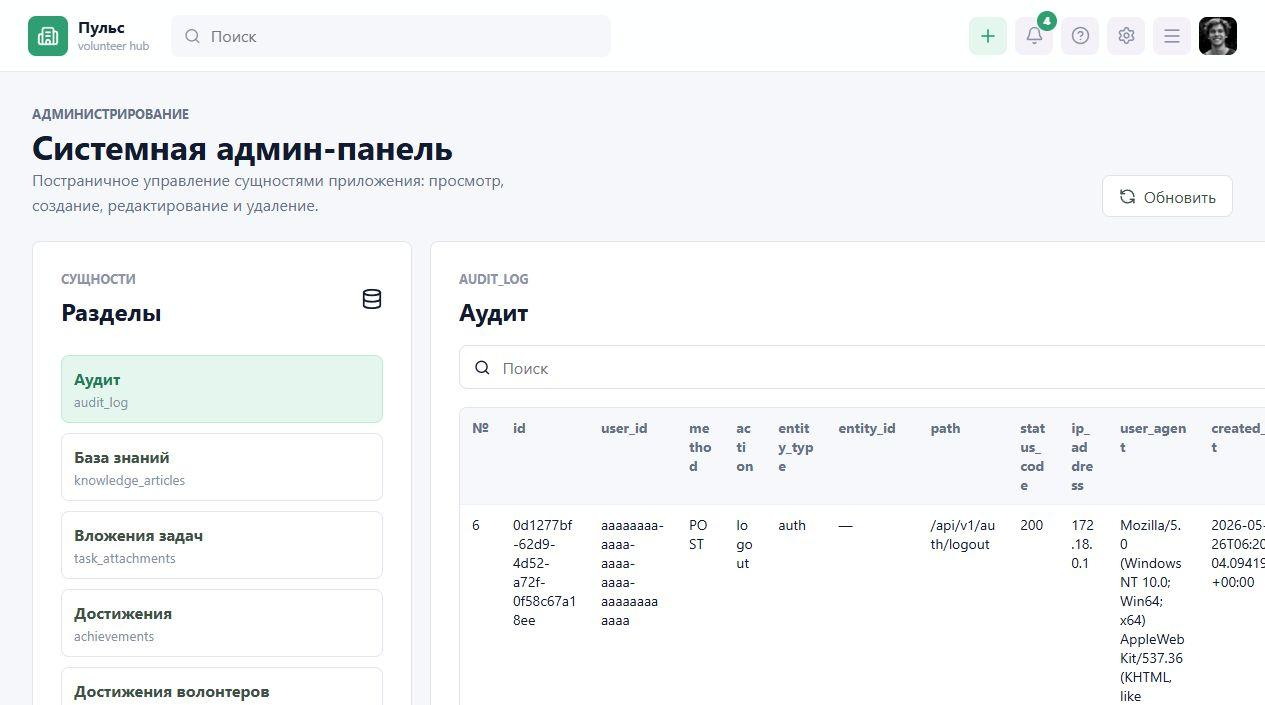 Пульс
volunteer hub
Поиск
4
АДМИНИСТРИРОВАНИЕ
Системная админ-панель
Постраничное управление сущностями приложения: просмотр,
создание, редактирование и удаление.
Обновить
СУЩНОСТИ
Разделы
Аудит
audit_log
База знаний
knowledge_articles
Вложения задач
task_attachments
Достижения
achievements
Достижения волонтеров
AUDIT_LOG
Аудит
Поиск
№ id user_id me ac entit entity_id path stat ip_ user_agen created_
tho ti y_typ us_ ad t t
d on e cod dre
e ss
6 0d1277bf aaaaaaaa- PO lo auth — /api/v1/au 200 172 Mozilla/5. 2026-05-
-62d9- aaaa- ST go th/logout .18. 0 26T06:20
4d52- aaaa- ut 0.1 (Windows 04.09419
a72f- aaaa- NT 10.0; +00:00
0f58c67a1 aaaaaaaa Win64;
8ee aaaa x64)
AppleWeb
Kit/537.36
(KHTML,
like